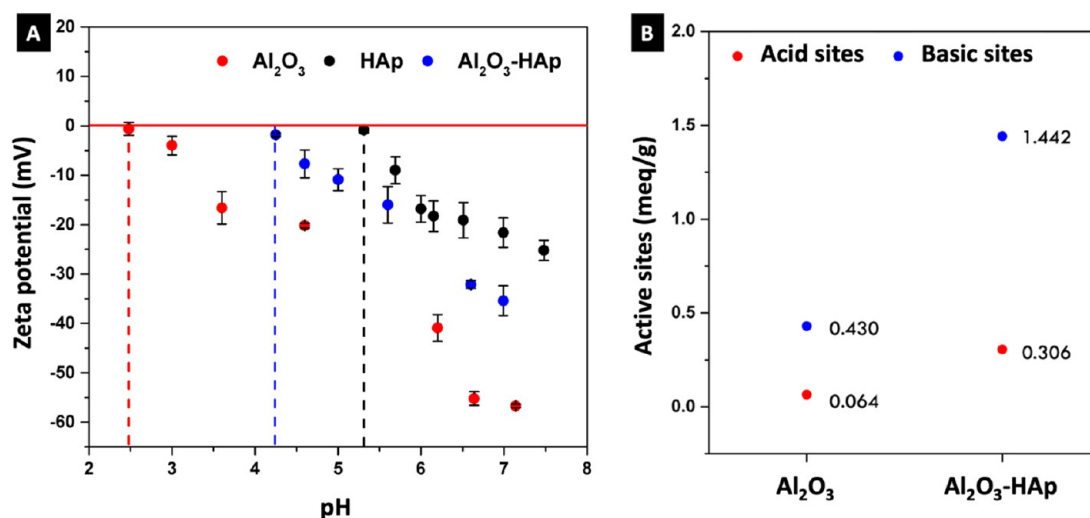 A
Al₂O₃ HAp Al₂O₃-HAp
20
10
0
-10
-20
-30
-40
-50
-60
Zeta potential (mV)
2 3 4 5 6 7 8
pH
B
Acid sites Basic sites
2.0
1.5
1.0
0.5
0.0
Active sites (meq/g)
1.442
0.430
0.306
0.064
Al₂O₃ Al₂O₃-HAp